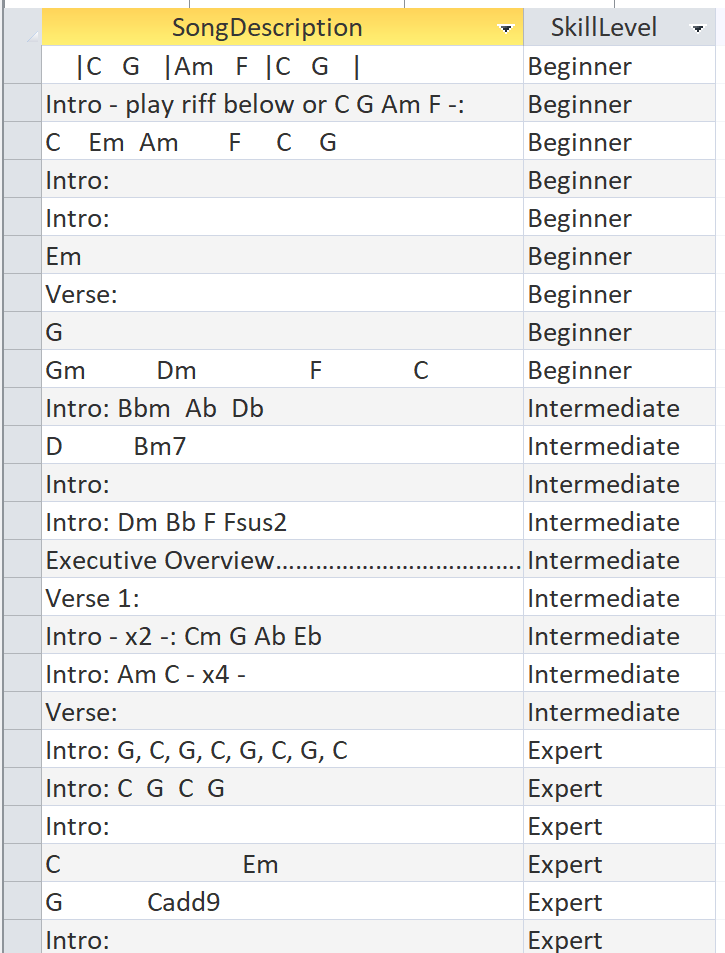 SongDescription SkillLevel
|C G |Am F |C G | Beginner
Intro - play riff below or C G Am F -: Beginner
C Em Am F C G Beginner
Intro: Beginner
Intro: Beginner
Em Beginner
Verse: Beginner
G Beginner
Gm Dm F C Beginner
Intro: Bbm Ab Db Intermediate
D Bm7 Intermediate
Intro: Intermediate
Intro: Dm Bb F Fsus2 Intermediate
Executive Overview.................................... Intermediate
Verse 1: Intermediate
Intro - x2 -: Cm G Ab Eb Intermediate
Intro: Am C - x4 - Intermediate
Verse: Intermediate
Intro: G, C, G, C, G, C, G, C Expert
Intro: C G C G Expert
Intro: Expert
C Em Expert
G Cadd9 Expert
Intro: Expert